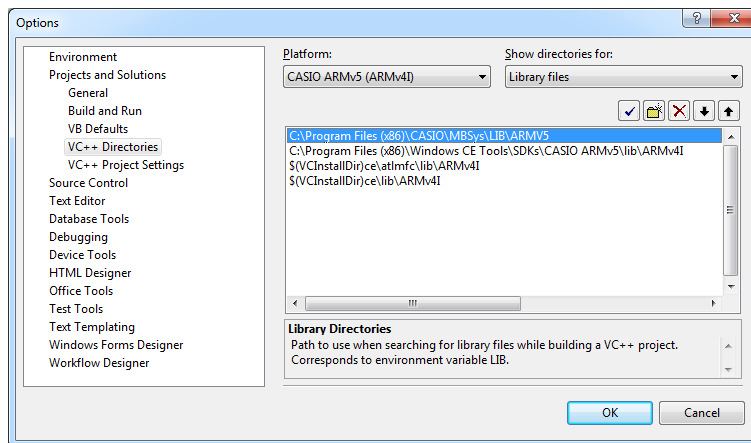 Options
Environment
Projects and Solutions
General
Build and Run
VB Defaults
VC++ Directories
VC++ Project Settings
Source Control
Text Editor
Database Tools
Debugging
Device Tools
HTML Designer
Office Tools
Test Tools
Text Templating
Windows Forms Designer
Workflow Designer
Platform:
CASIO ARMv5 (ARMv4I)
Show directories for:
Library files
C:\Program Files (x86)\CASIO\MBSys\LIB\ARMV5
C:\Program Files (x86)\Windows CE Tools\SDKs\CASIO ARMv5\lib\ARMv4I
$(VCInstallDir)ce\atlmfc\lib\ARMv4I
$(VCInstallDir)ce\lib\ARMv4I
Library Directories
Path to use when searching for library files while building a VC++ project.
Corresponds to environment variable LIB.
OK
Cancel